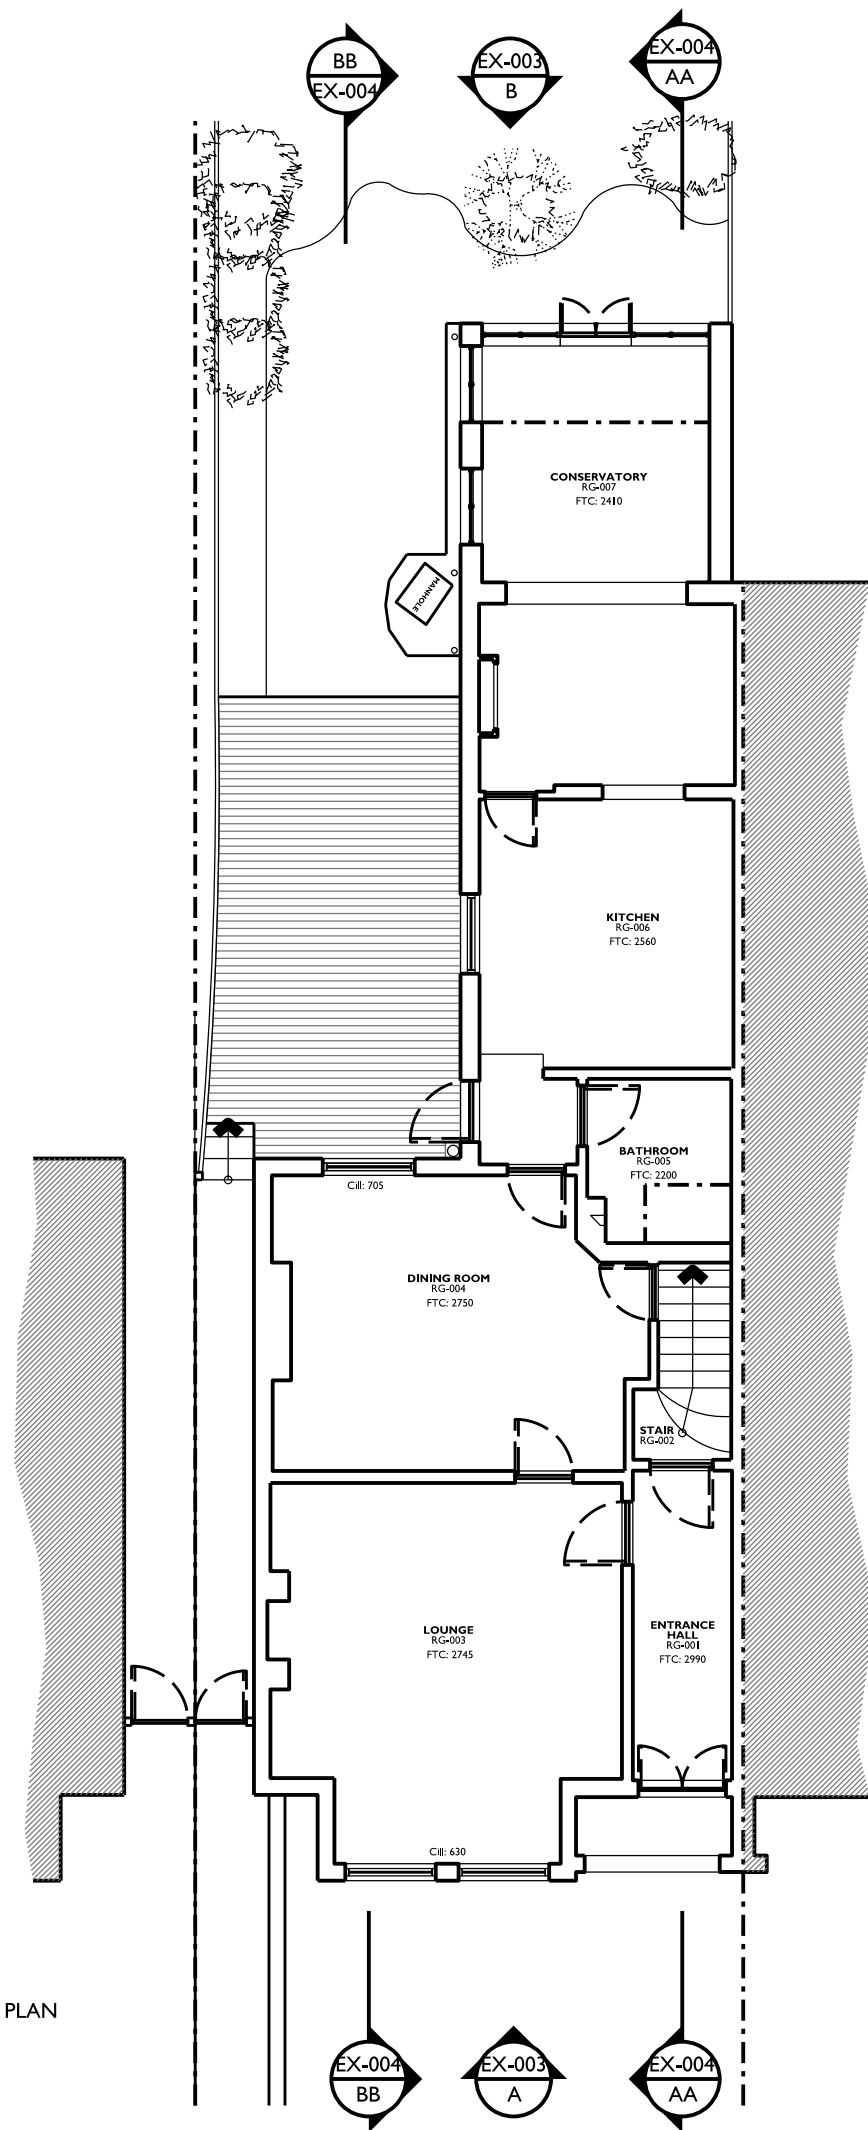 BB
EX-004
EX-003
B
EX-004
AA
CONSERVATORY
RG-007
FTC: 2410
MANHOLE
KITCHEN
RG-006
FTC: 2560
BATHROOM
RG-005
FTC: 2200
Cill: 705
DINING ROOM
RG-004
FTC: 2750
STAIR
RG-002
LOUNGE
RG-003
FTC: 2745
ENTRANCE
HALL
RG-001
FTC: 2990
Cill: 630
PLAN
EX-004
BB
EX-003
A
EX-004
AA